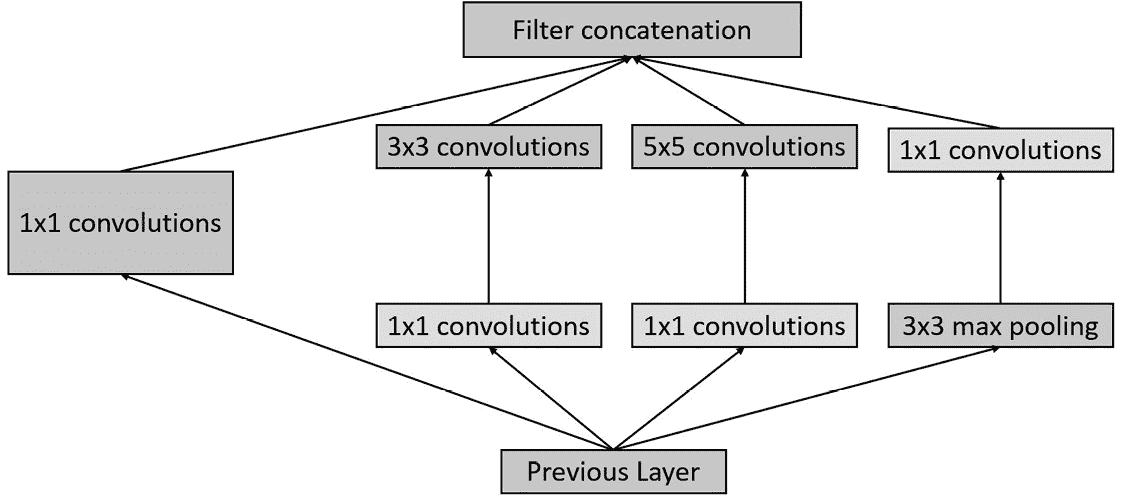 Filter concatenation
3x3 convolutions
5x5 convolutions
1x1 convolutions
1x1 convolutions
1x1 convolutions
1x1 convolutions
3x3 max pooling
Previous Layer